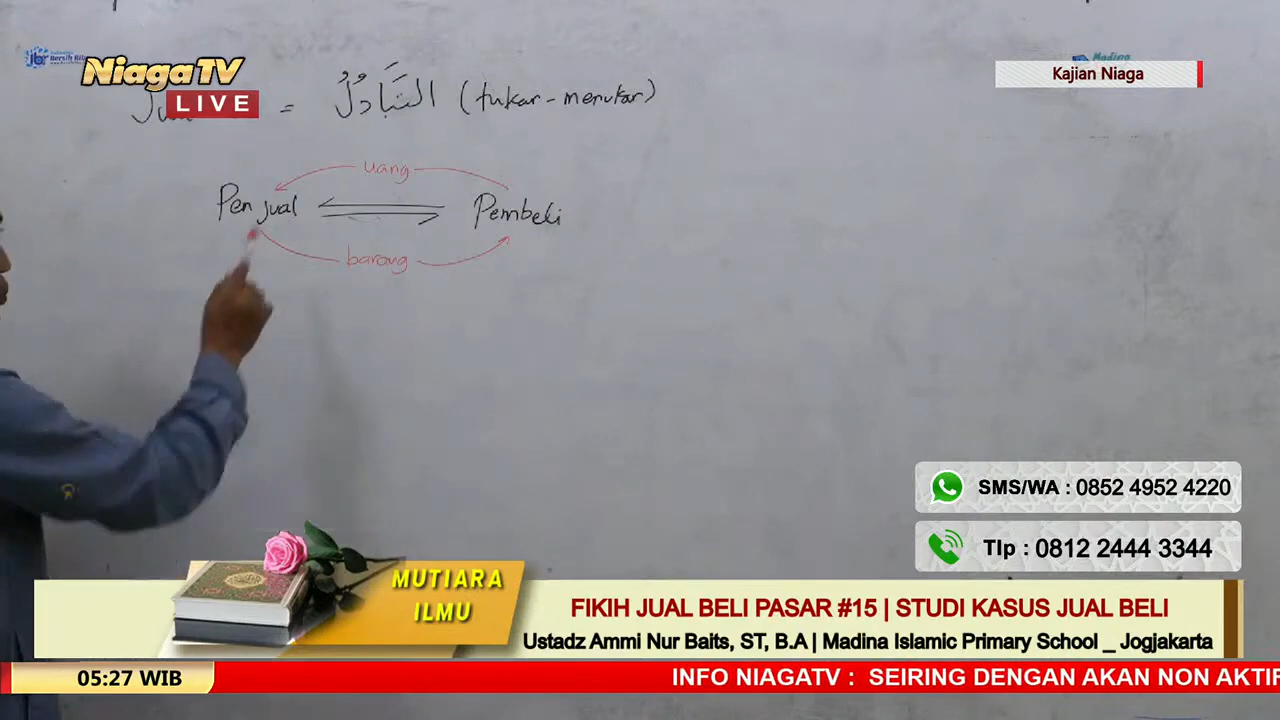 NiagaTV
LIVE
Kajian Niaga
Madina
= التَّبَادُلُ (tukar-menukar)
uang
Penjual Pembeli
barang
SMS/WA : 0852 4952 4220
Tlp : 0812 2444 3344
MUTIARA
ILMU
FIKIH JUAL BELI PASAR #15 | STUDI KASUS JUAL BELI
Ustadz Ammi Nur Baits, ST, B.A | Madina Islamic Primary School _ Jogjakarta
05:27 WIB
INFO NIAGATV : SEIRING DENGAN AKAN NON AKTIF